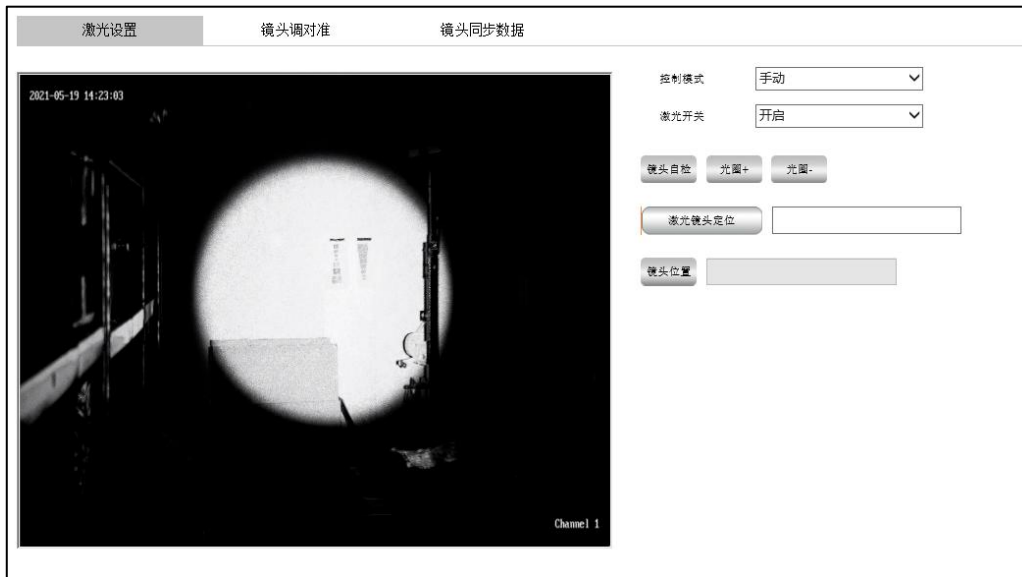 激光设置 镜头调对准 镜头同步数据
2021-05-19 14:23:03
控制模式 手动
激光开关 开启
镜头自检 光圈+ 光圈-
激光镜头定位
镜头位置
Channel 1